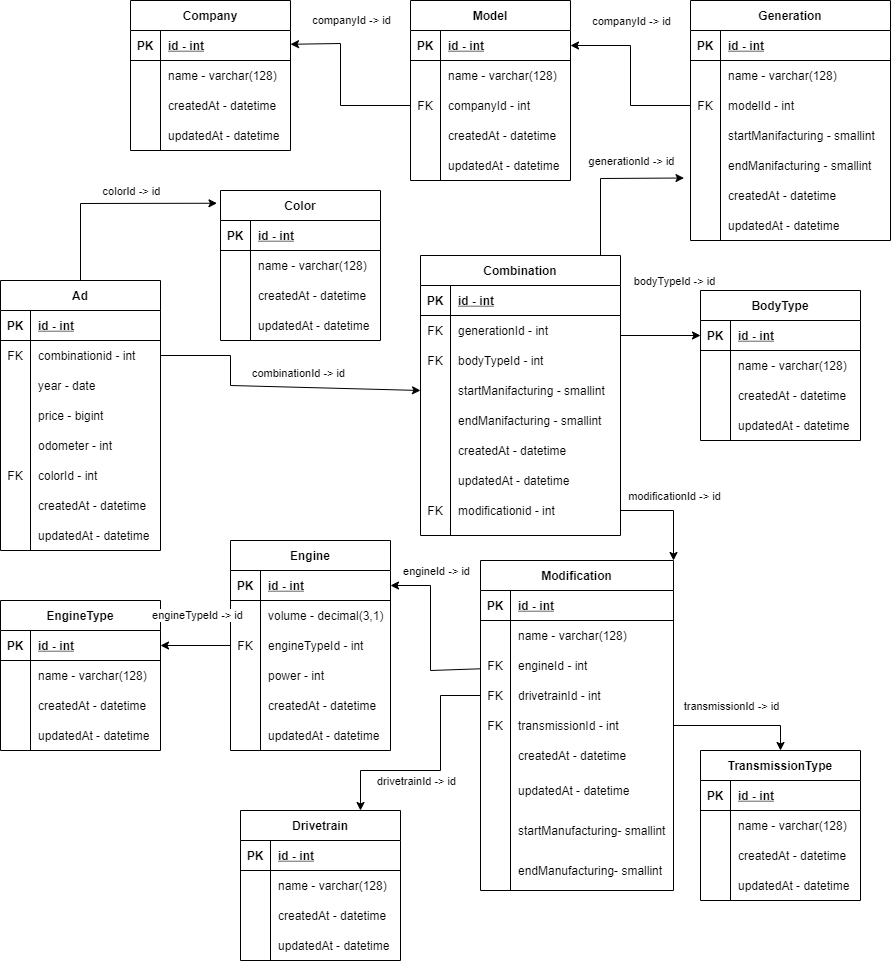 Company
PK id - int
name - varchar(128)
createdAt - datetime
updatedAt - datetime
companyId -> id
Model
PK id - int
name - varchar(128)
FK companyId - int
createdAt - datetime
updatedAt - datetime
companyId -> id
Generation
PK id - int
name - varchar(128)
FK modelId - int
startManifacturing - smallint
endManifacturing - smallint
createdAt - datetime
updatedAt - datetime
generationId -> id
colorId -> id
Color
PK id - int
name - varchar(128)
createdAt - datetime
updatedAt - datetime
Ad
PK id - int
FK combinationid - int
year - date
price - bigint
odometer - int
FK colorId - int
createdAt - datetime
updatedAt - datetime
combinationId -> id
Combination
PK id - int
FK generationId - int
FK bodyTypeId - int
startManifacturing - smallint
endManifacturing - smallint
createdAt - datetime
updatedAt - datetime
FK modificationid - int
bodyTypeId -> id
BodyType
PK id - int
name - varchar(128)
createdAt - datetime
updatedAt - datetime
modificationId -> id
Engine
PK id - int
volume - decimal(3,1)
FK engineTypeId - int
power - int
createdAt - datetime
updatedAt - datetime
engineId -> id
EngineType
PK id - int
name - varchar(128)
createdAt - datetime
updatedAt - datetime
engineTypeId -> id
Modification
PK id - int
name - varchar(128)
FK engineId - int
FK drivetrainId - int
FK transmissionId - int
createdAt - datetime
updatedAt - datetime
startManufacturing- smallint
endManufacturing- smallint
transmissionId -> id
TransmissionType
PK id - int
name - varchar(128)
createdAt - datetime
updatedAt - datetime
drivetrainId -> id
Drivetrain
PK id - int
name - varchar(128)
createdAt - datetime
updatedAt - datetime